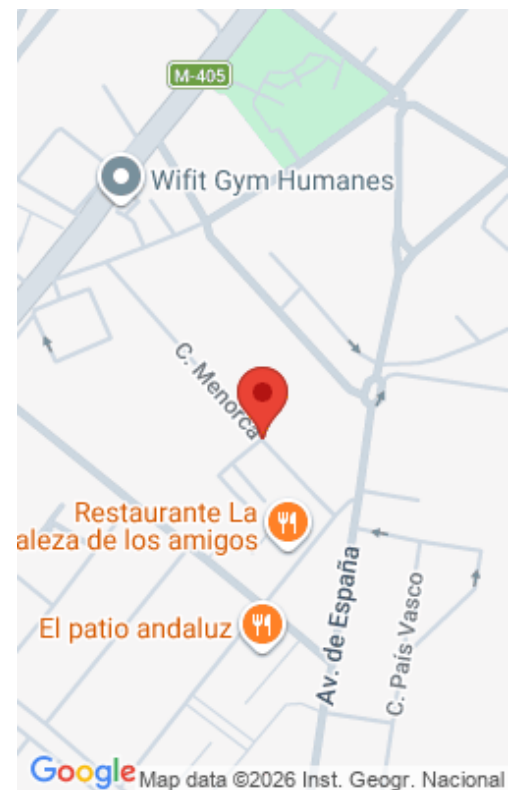 M-405
Wifit Gym Humanes
C. Menorca
Restaurante La
aleza de los amigos
El patio andaluz
Av. de España
C. País Vasco
Google Map data ©2026 Inst. Geogr. Nacional